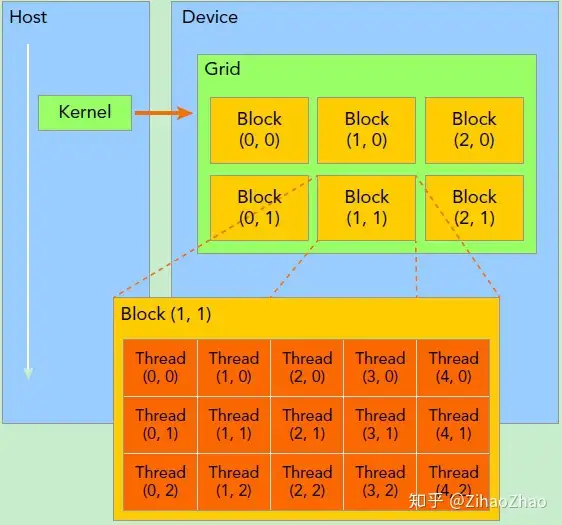 Host
Device
Grid
Kernel
Block
(0, 0)
Block
(1, 0)
Block
(2, 0)
Block
(0, 1)
Block
(1, 1)
Block
(2, 1)
Block (1, 1)
Thread
(0, 0)
Thread
(1, 0)
Thread
(2, 0)
Thread
(3, 0)
Thread
(4, 0)
Thread
(0, 1)
Thread
(1, 1)
Thread
(2, 1)
Thread
(3, 1)
Thread
(4, 1)
Thread
(0, 2)
Thread
(1, 2)
Thread
(2, 2)
Thread
(3, 2)
Thread
(4, 2)
知乎 @ZihaoZhao